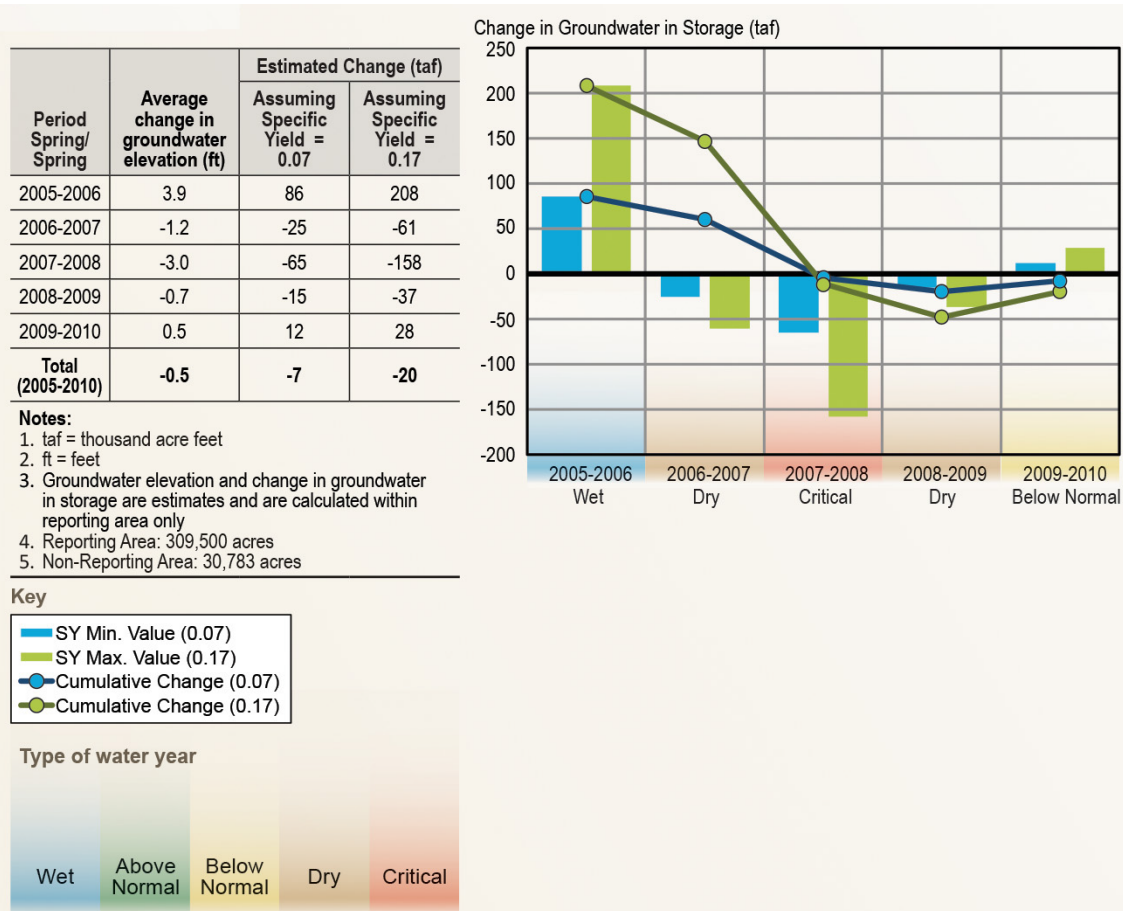 Estimated Change (taf)
Period
Spring/
Spring
Average
change in
groundwater
elevation (ft)
Assuming
Specific
Yield =
0.07
Assuming
Specific
Yield =
0.17
2005-2006 3.9 86 208
2006-2007 -1.2 -25 -61
2007-2008 -3.0 -65 -158
2008-2009 -0.7 -15 -37
2009-2010 0.5 12 28
Total
(2005-2010) -0.5 -7 -20
Notes:
1. taf = thousand acre feet
2. ft = feet
3. Groundwater elevation and change in groundwater
in storage are estimates and are calculated within
reporting area only
4. Reporting Area: 309,500 acres
5. Non-Reporting Area: 30,783 acres
Key
SY Min. Value (0.07)
SY Max. Value (0.17)
Cumulative Change (0.07)
Cumulative Change (0.17)
Type of water year
Wet
Above
Normal
Below
Normal
Dry
Critical
Change in Groundwater in Storage (taf)
250
200
150
100
50
0
-50
-100
-150
-200
2005-2006
Wet
2006-2007
Dry
2007-2008
Critical
2008-2009
Dry
2009-2010
Below Normal